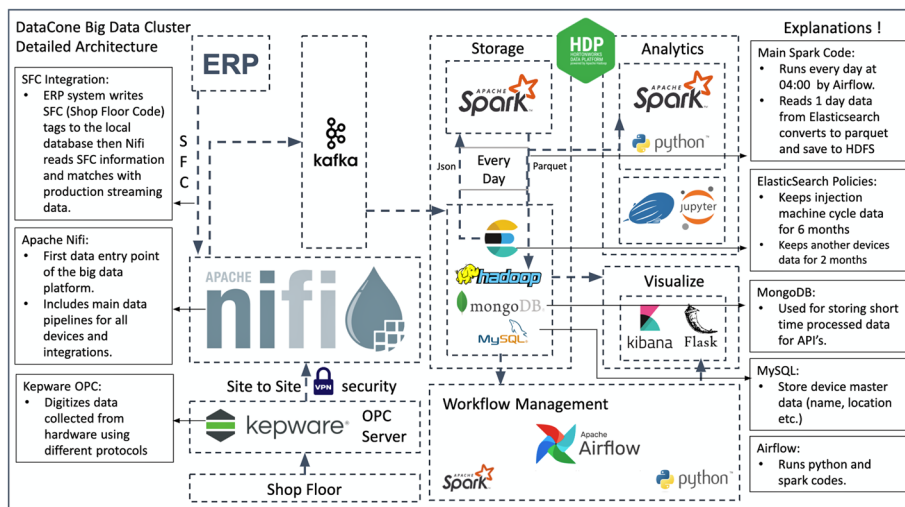 DataCone Big Data Cluster
Detailed Architecture
SFC Integration:
• ERP system writes
SFC (Shop Floor Code)
tags to the local
database then Nifi
reads SFC information
and matches with
production streaming
data.
Apache Nifi:
• First data entry point
of the big data
platform.
• Includes main data
pipelines for all
devices and
integrations.
Kepware OPC:
• Digitizes data
collected from
hardware using
different protocols
ERP
SFC
kafka
APACHE
nifi
Site to Site
VPN
security
kepware®
OPC
Server
Shop Floor
Storage
HDP
HORTONWORKS
DATA PLATFORM
Analytics
APACHE
Spark™
APACHE
Spark™
python™
Json
Every
Day
Parquet
jupyter
hadoop
mongoDB
MySQL
Visualize
kibana
Flask
Workflow Management
Apache
Airflow
APACHE
Spark
python™
Explanations !
Main Spark Code:
• Runs every day at
04:00 by Airflow.
• Reads 1 day data
from Elasticsearch
converts to parquet
and save to HDFS
ElasticSearch Policies:
• Keeps injection
machine cycle data
for 6 months
• Keeps another devices
data for 2 months
MongoDB:
• Used for storing short
time processed data
for API's.
MySQL:
• Store device master
data (name, location
etc.)
Airflow:
• Runs python and
spark codes.